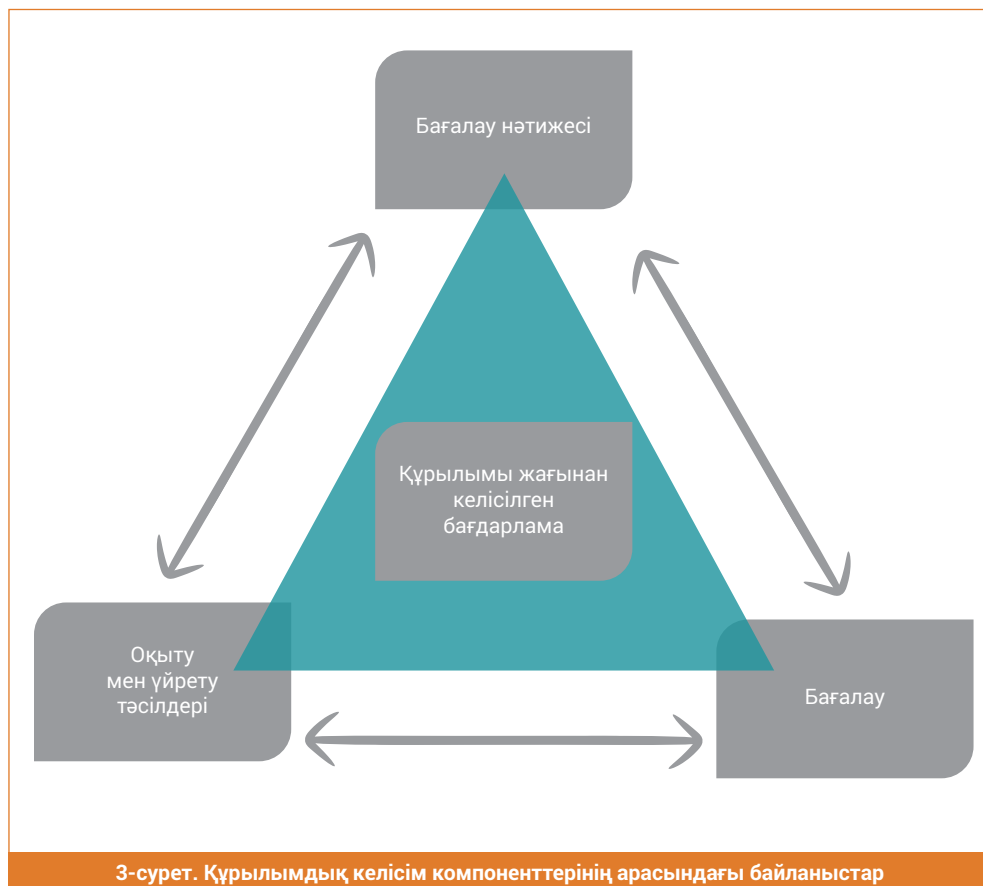 Бағалау нәтижесі
Құрылымы жағынан
келісілген
бағдарлама
Оқыту
мен үйрету
тәсілдері
Бағалау
3-сурет. Құрылымдық келісім компоненттерінің арасындағы байланыстар